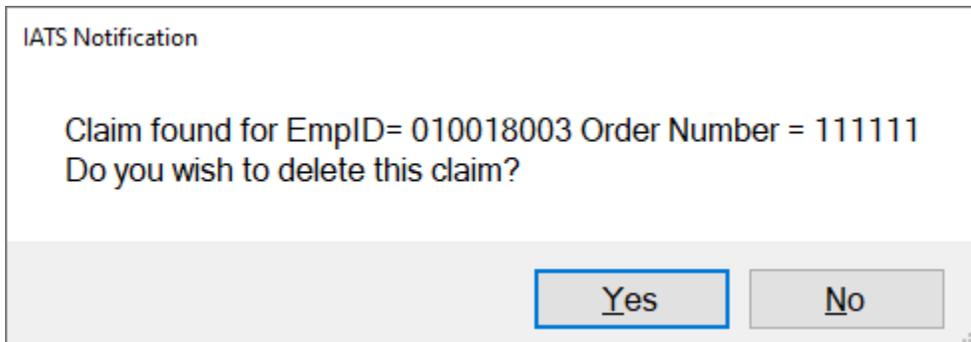 IATS Notification
Claim found for EmpID= 010018003 Order Number = 111111
Do you wish to delete this claim?
Yes No